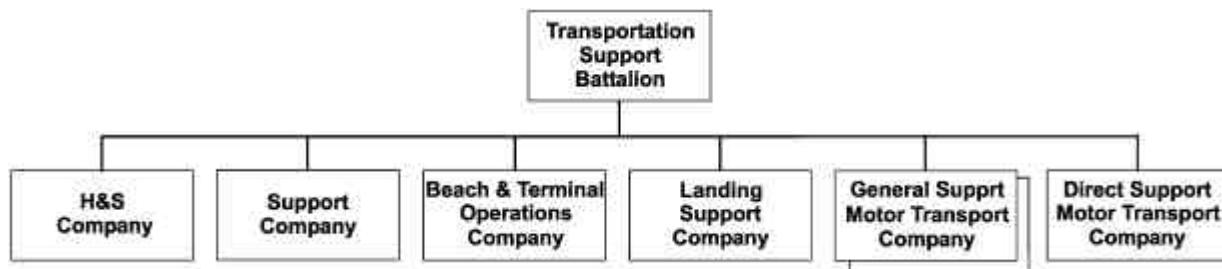 Transportation
Support
Battalion
H&S
Company
Support
Company
Beach & Terminal
Operations
Company
Landing
Support
Company
General Supprt
Motor Transport
Company
Direct Support
Motor Transport
Company